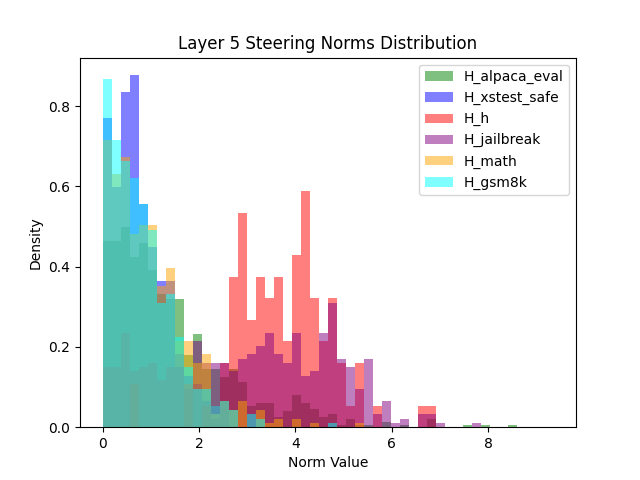 Layer 5 Steering Norms Distribution
H_alpaca_eval
H_xstest_safe
H_h
H_jailbreak
H_math
H_gsm8k
Density
0.8
0.6
0.4
0.2
0.0
0
2
4
6
8
Norm Value